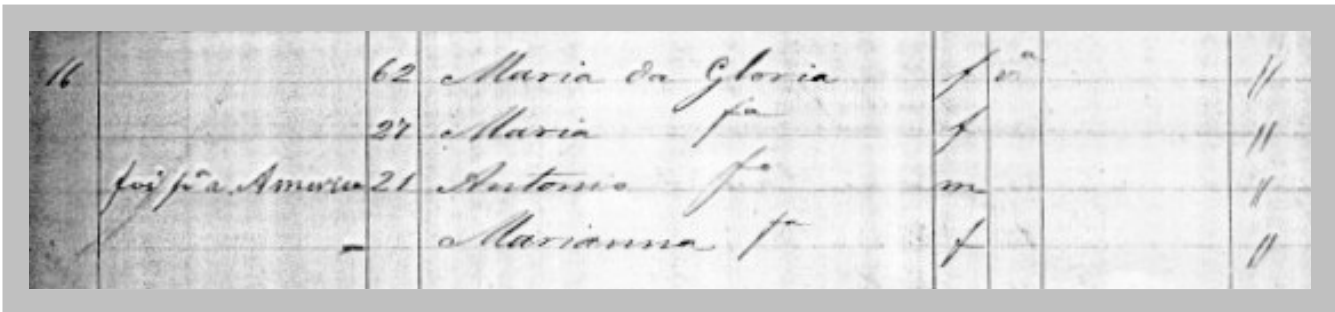 16 62 Maria da Gloria f vª "
27 Maria fª f "
foi pª a America 21 Antonio fº m "
- Marianna fª f "